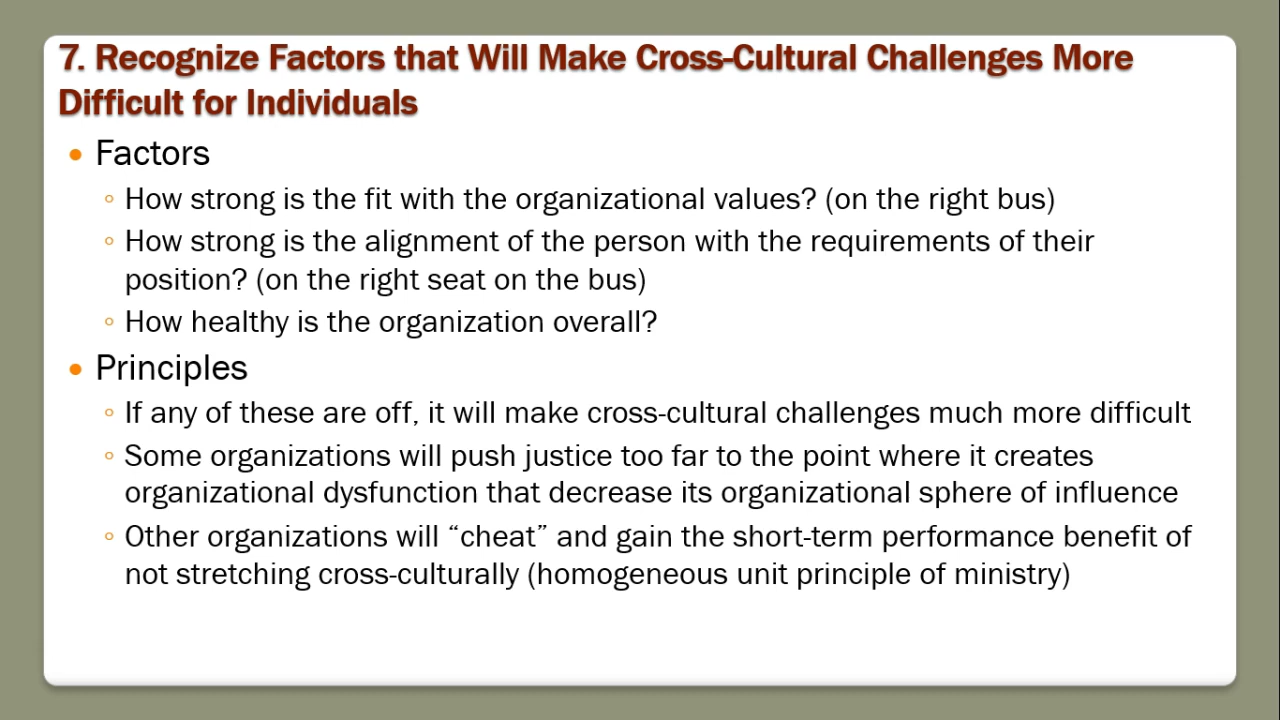 7. Recognize Factors that Will Make Cross-Cultural Challenges More
Difficult for Individuals
• Factors
◦ How strong is the fit with the organizational values? (on the right bus)
◦ How strong is the alignment of the person with the requirements of their
position? (on the right seat on the bus)
◦ How healthy is the organization overall?
• Principles
◦ If any of these are off, it will make cross-cultural challenges much more difficult
◦ Some organizations will push justice too far to the point where it creates
organizational dysfunction that decrease its organizational sphere of influence
◦ Other organizations will “cheat” and gain the short-term performance benefit of
not stretching cross-culturally (homogeneous unit principle of ministry)